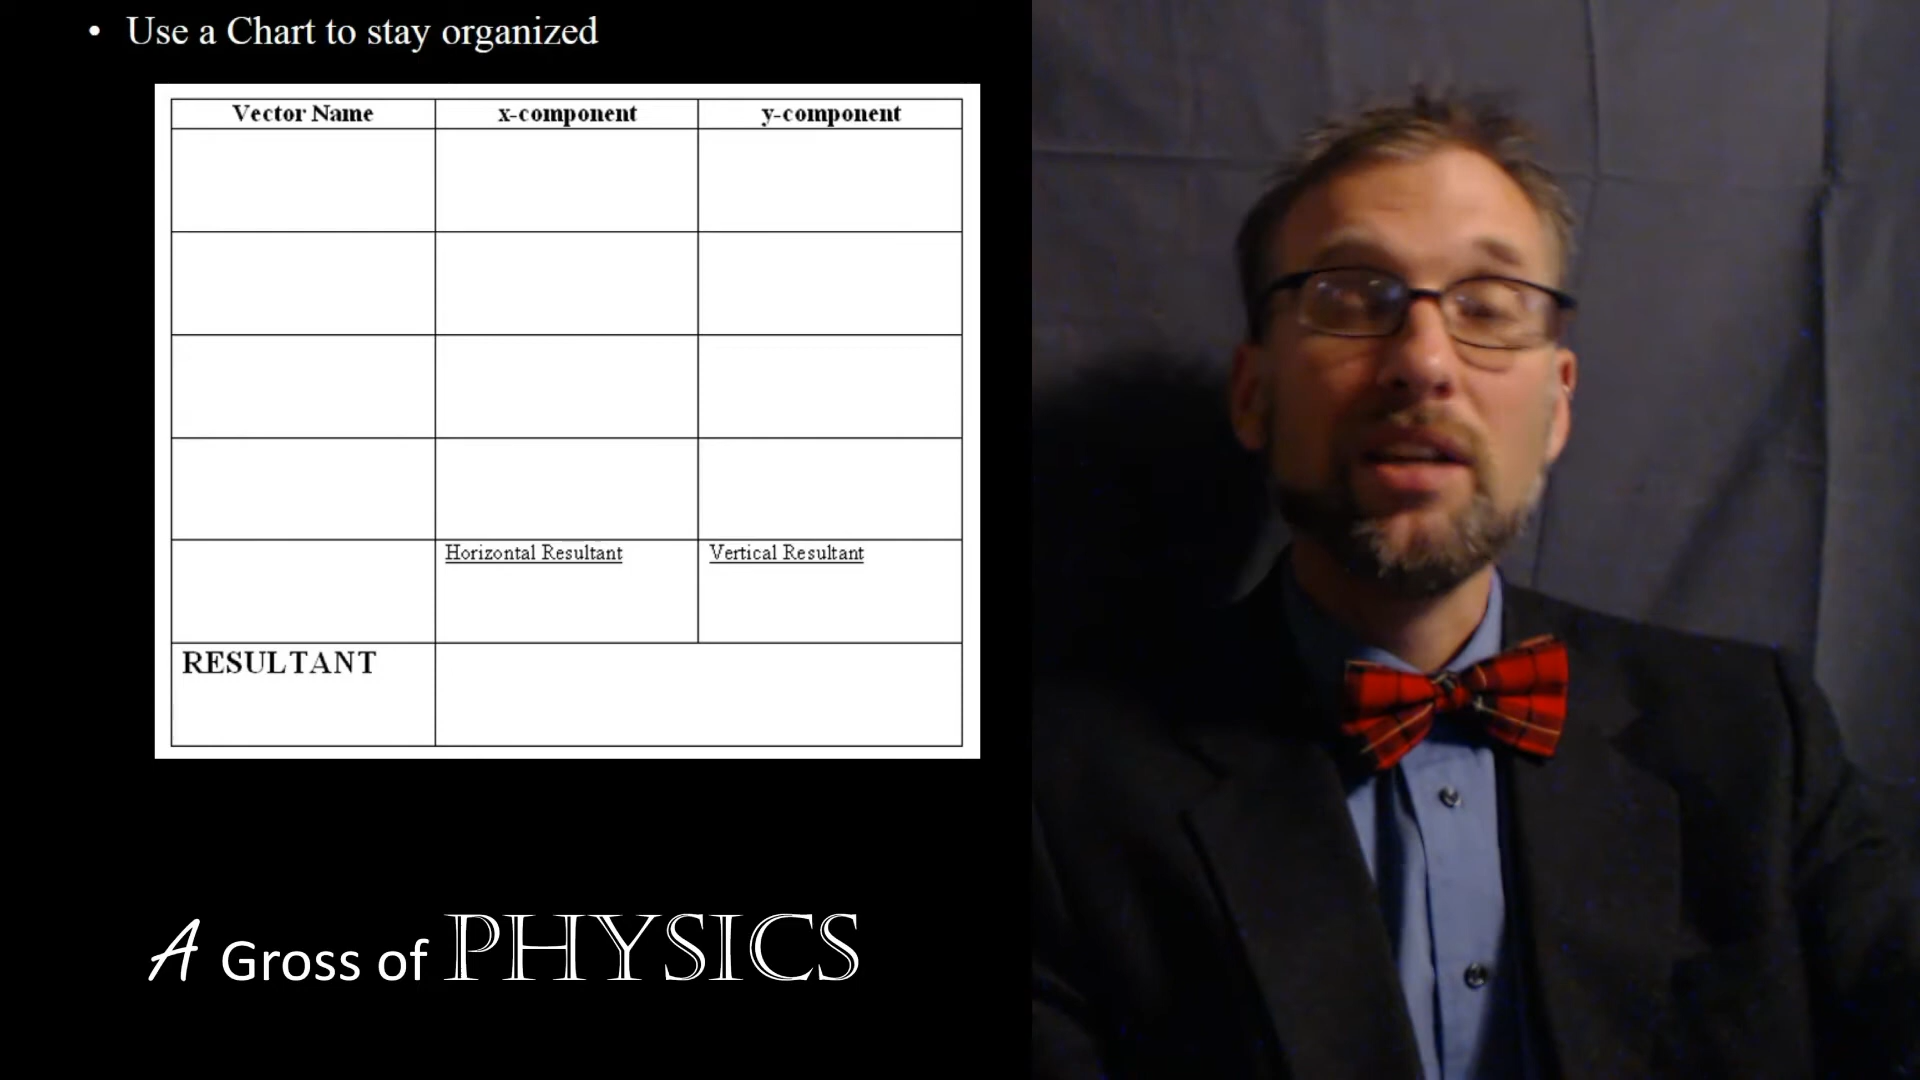 • Use a Chart to stay organized
Vector Name x-component y-component
Horizontal Resultant Vertical Resultant
RESULTANT
A Gross of PHYSICS